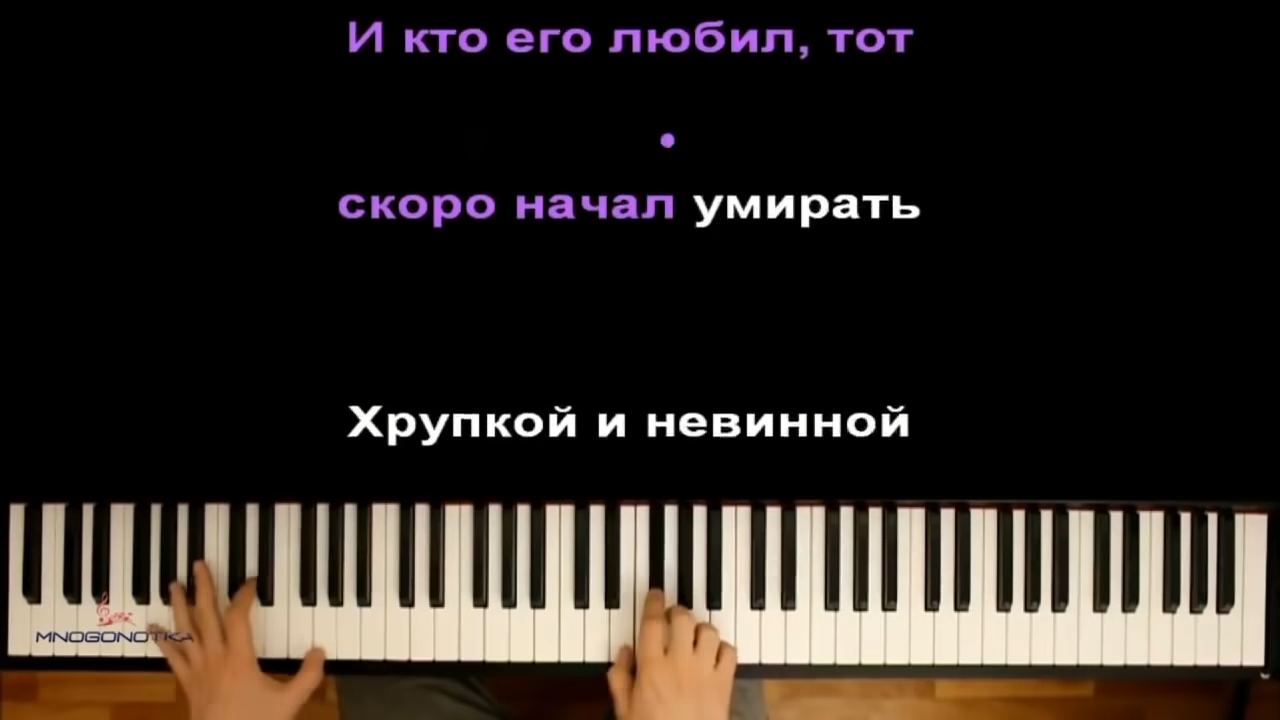 И кто его любил, тот
скоро начал умирать
Хрупкой и невинной
MNOGONOTKA